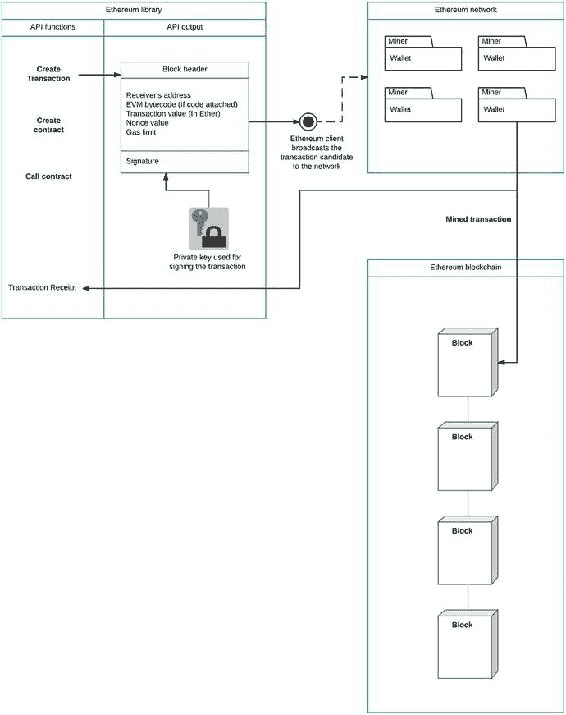 Ethereum library
API functions
API output
Create
Transaction
Create
contract
Call contract
Transaction Receipt
Block header
Receiver's address
EVM bytecode (if code attached)
Transaction value (in Ether)
Nonce value
Gas limit
Signature
Private key used for
signing the transaction
Ethereum client
broadcasts the
transaction candidate
to the network
Ethereum network
Miner
Wallet
Miner
Wallet
Miner
Wallet
Miner
Wallet
Mined transaction
Ethereum blockchain
Block
Block
Block
Block